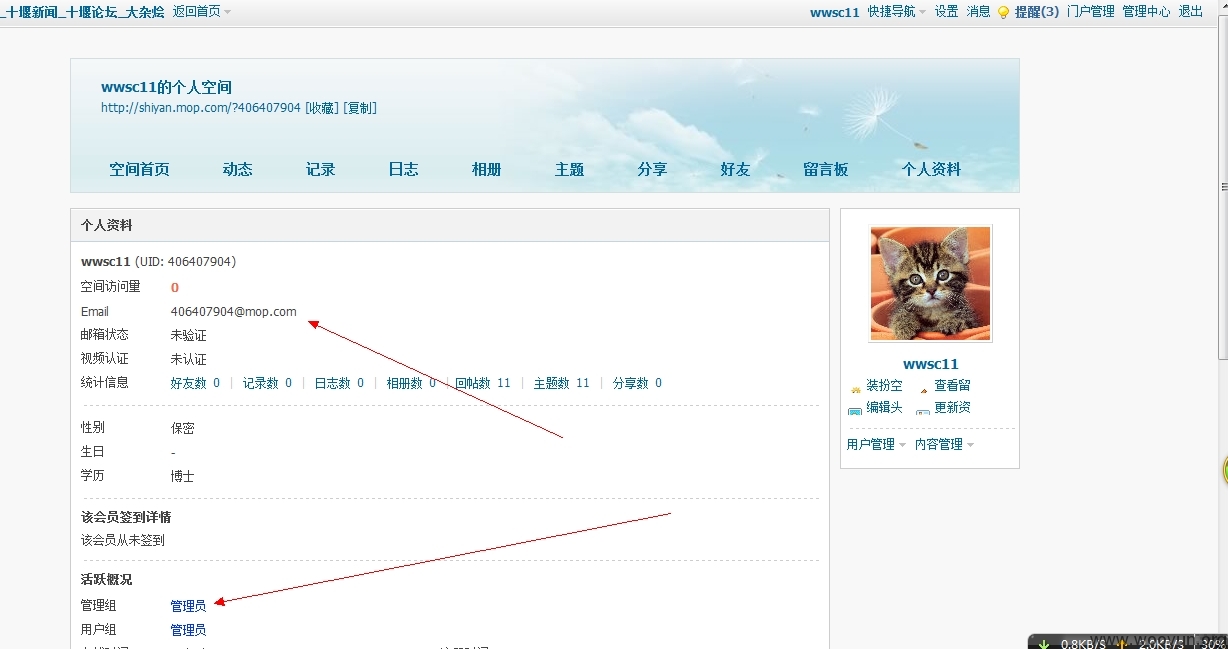 _十堰新闻_十堰论坛_大杂烩 返回首页
wwsc11 快捷导航 设置 消息 提醒(3) 门户管理 管理中心 退出
wwsc11的个人空间
http://shiyan.mop.com/?406407904 [收藏] [复制]
空间首页 动态 记录 日志 相册 主题 分享 好友 留言板 个人资料
个人资料
wwsc11 (UID: 406407904)
空间访问量 0
Email 406407904@mop.com
邮箱状态 未验证
视频认证 未认证
统计信息 好友数 0 | 记录数 0 | 日志数 0 | 相册数 0 | 回帖数 11 | 主题数 11 | 分享数 0
性别 保密
生日 -
学历 博士
该会员签到详情
该会员从未签到
活跃概况
管理组 管理员
用户组 管理员
wwsc11
装扮空 查看留
编辑头 更新资
用户管理 内容管理
0.8KB/S 2.0KB/S 30%